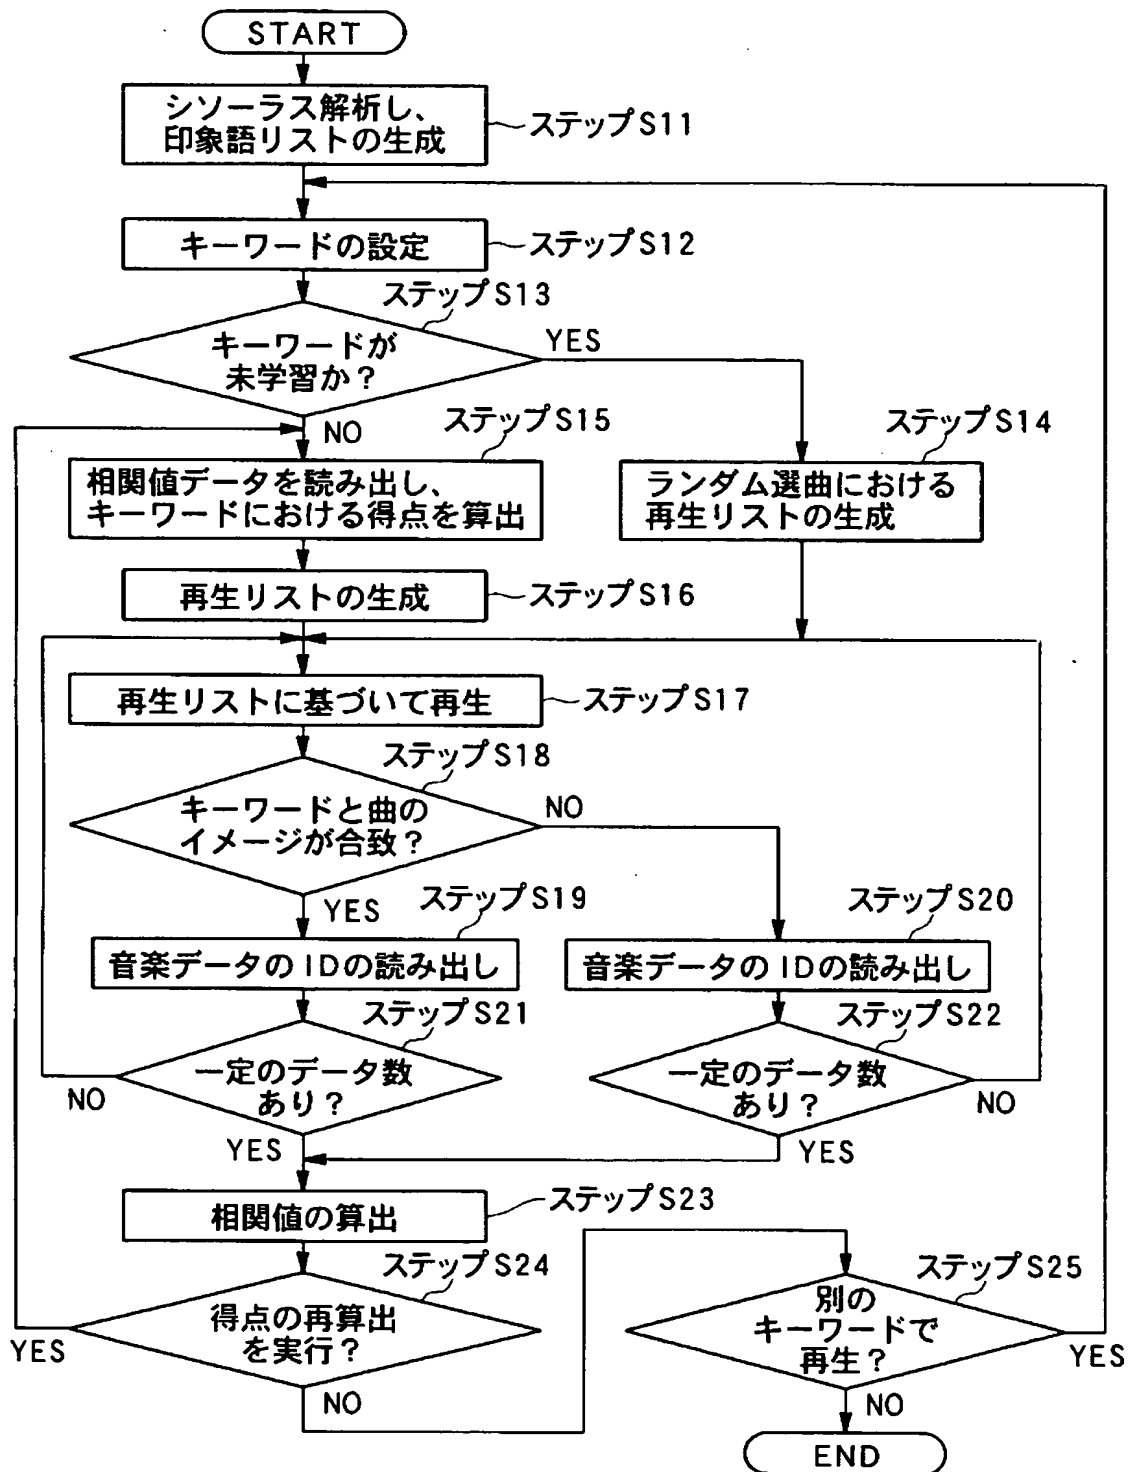 START
シソーラス解析し、
印象語リストの生成
ステップS11
キーワードの設定
ステップS12
ステップS13
キーワードが
未学習か？
YES
NO
ステップS15
相関値データを読み出し、
キーワードにおける得点を算出
ステップS14
ランダム選曲における
再生リストの生成
再生リストの生成
ステップS16
再生リストに基づいて再生
ステップS17
ステップS18
キーワードと曲の
イメージが合致？
NO
YES
ステップS19
音楽データのIDの読み出し
ステップS20
音楽データのIDの読み出し
ステップS21
一定のデータ数
あり？
NO
YES
ステップS22
一定のデータ数
あり？
NO
YES
相関値の算出
ステップS23
ステップS24
得点の再算出
を実行？
YES
NO
ステップS25
別の
キーワードで
再生？
YES
NO
END